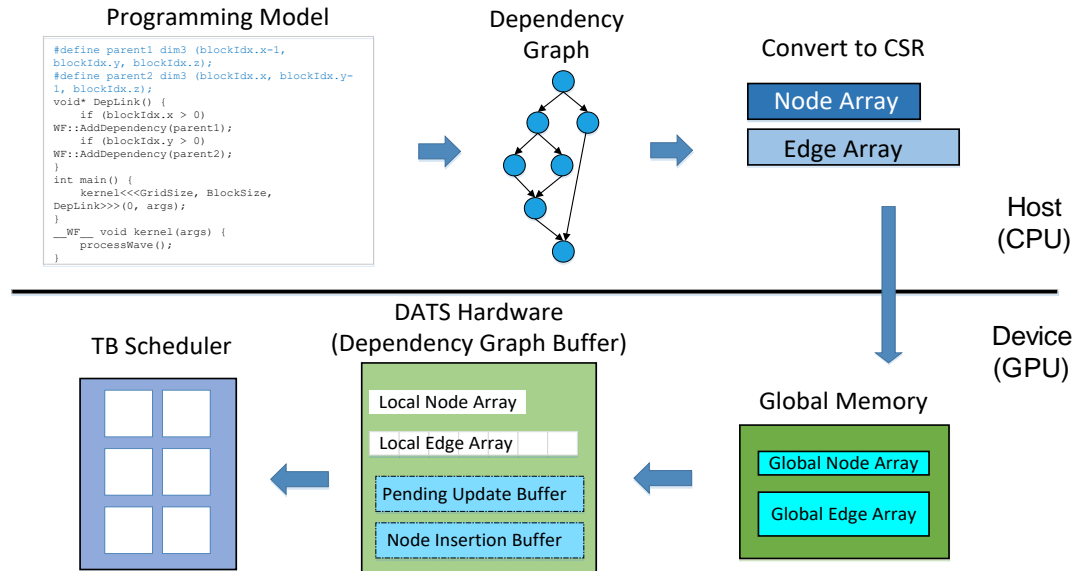 Programming Model
#define parent1 dim3 (blockIdx.x-1,
blockIdx.y, blockIdx.z);
#define parent2 dim3 (blockIdx.x, blockIdx.y-
1, blockIdx.z);
void* DepLink() {
if (blockIdx.x > 0)
WF::AddDependency(parent1);
if (blockIdx.y > 0)
WF::AddDependency(parent2);
}
int main() {
kernel<<<GridSize, BlockSize,
DepLink>>>(0, args);
}
__WF__ void kernel(args) {
processWave();
}
Dependency
Graph
Convert to CSR
Node Array
Edge Array
Host
(CPU)
TB Scheduler
DATS Hardware
(Dependency Graph Buffer)
Local Node Array
Local Edge Array
Pending Update Buffer
Node Insertion Buffer
Device
(GPU)
Global Memory
Global Node Array
Global Edge Array